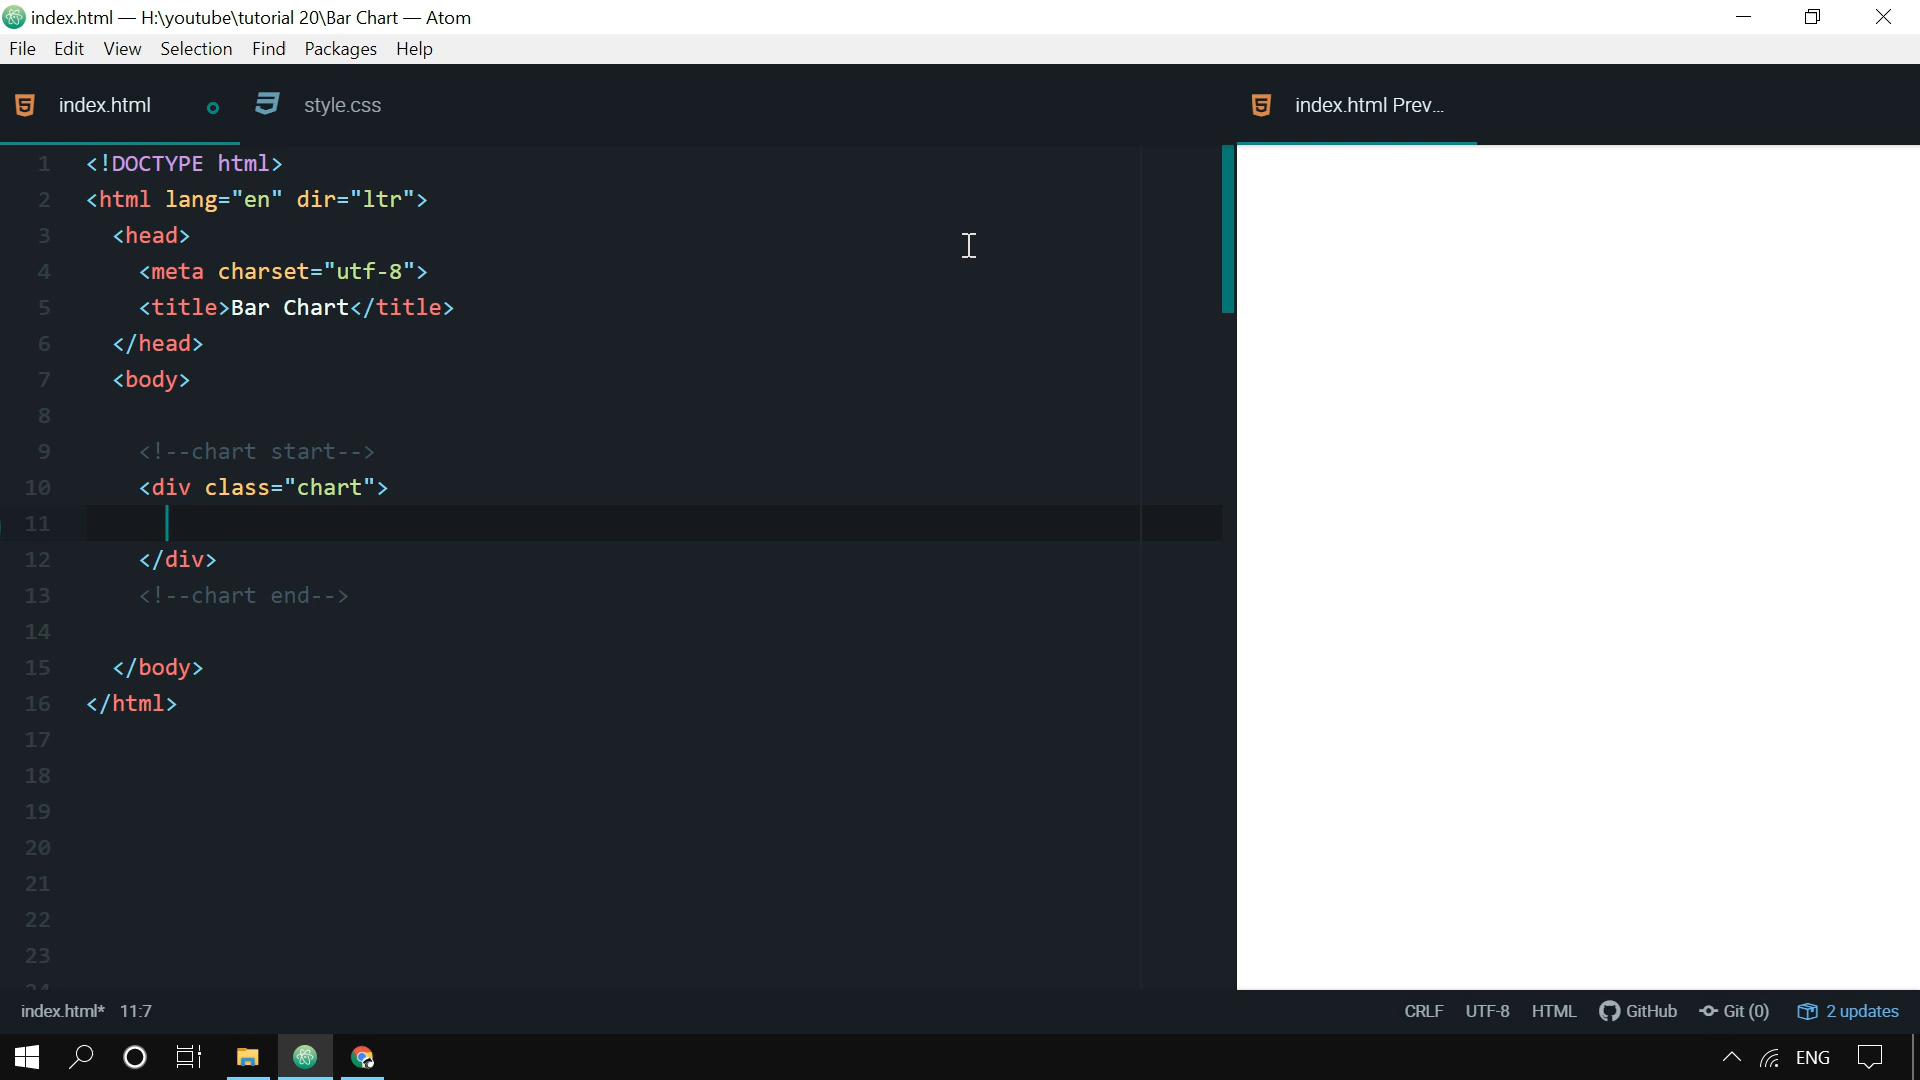 index.html — H:\youtube\tutorial 20\Bar Chart — Atom
File Edit View Selection Find Packages Help
index.html style.css index.html Prev...
1 <!DOCTYPE html>
2 <html lang="en" dir="ltr">
3 <head>
4 <meta charset="utf-8">
5 <title>Bar Chart</title>
6 </head>
7 <body>
8
9 <!--chart start-->
10 <div class="chart">
11
12 </div>
13 <!--chart end-->
14
15 </body>
16 </html>
17
18
19
20
21
22
23
24
index.html* 11:7 CRLF UTF-8 HTML GitHub Git (0) 2 updates
ENG